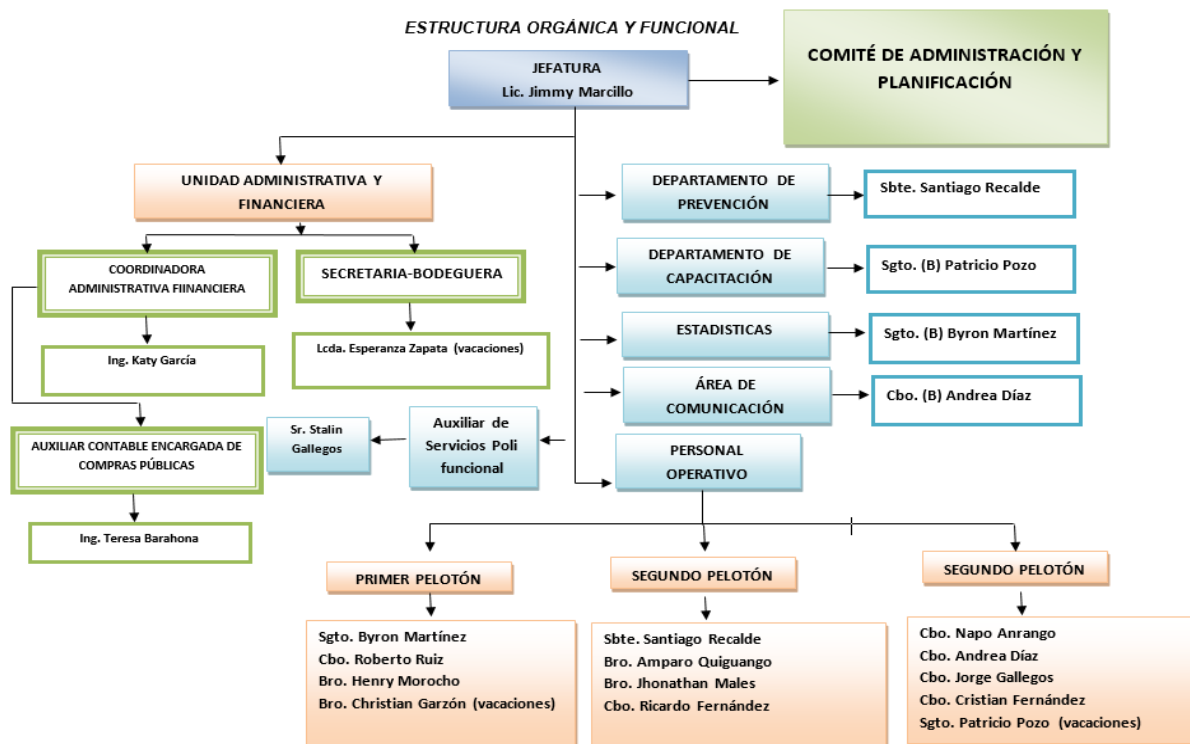 ESTRUCTURA ORGÁNICA Y FUNCIONAL
JEFATURA
Lic. Jimmy Marcillo
COMITÉ DE ADMINISTRACIÓN Y
PLANIFICACIÓN
UNIDAD ADMINISTRATIVA Y
FINANCIERA
COORDINADORA
ADMINISTRATIVA FIINANCIERA
SECRETARIA-BODEGUERA
Ing. Katy García
Lcda. Esperanza Zapata (vacaciones)
AUXILIAR CONTABLE ENCARGADA DE
COMPRAS PÚBLICAS
Ing. Teresa Barahona
Sr. Stalin
Gallegos
Auxiliar de
Servicios Poli
funcional
DEPARTAMENTO DE
PREVENCIÓN
Sbte. Santiago Recalde
DEPARTAMENTO DE
CAPACITACIÓN
Sgto. (B) Patricio Pozo
ESTADISTICAS
Sgto. (B) Byron Martínez
ÁREA DE
COMUNICACIÓN
Cbo. (B) Andrea Díaz
PERSONAL
OPERATIVO
PRIMER PELOTÓN
Sgto. Byron Martínez
Cbo. Roberto Ruiz
Bro. Henry Morocho
Bro. Christian Garzón (vacaciones)
SEGUNDO PELOTÓN
Sbte. Santiago Recalde
Bro. Amparo Quiguango
Bro. Jhonathan Males
Cbo. Ricardo Fernández
SEGUNDO PELOTÓN
Cbo. Napo Anrango
Cbo. Andrea Díaz
Cbo. Jorge Gallegos
Cbo. Cristian Fernández
Sgto. Patricio Pozo (vacaciones)